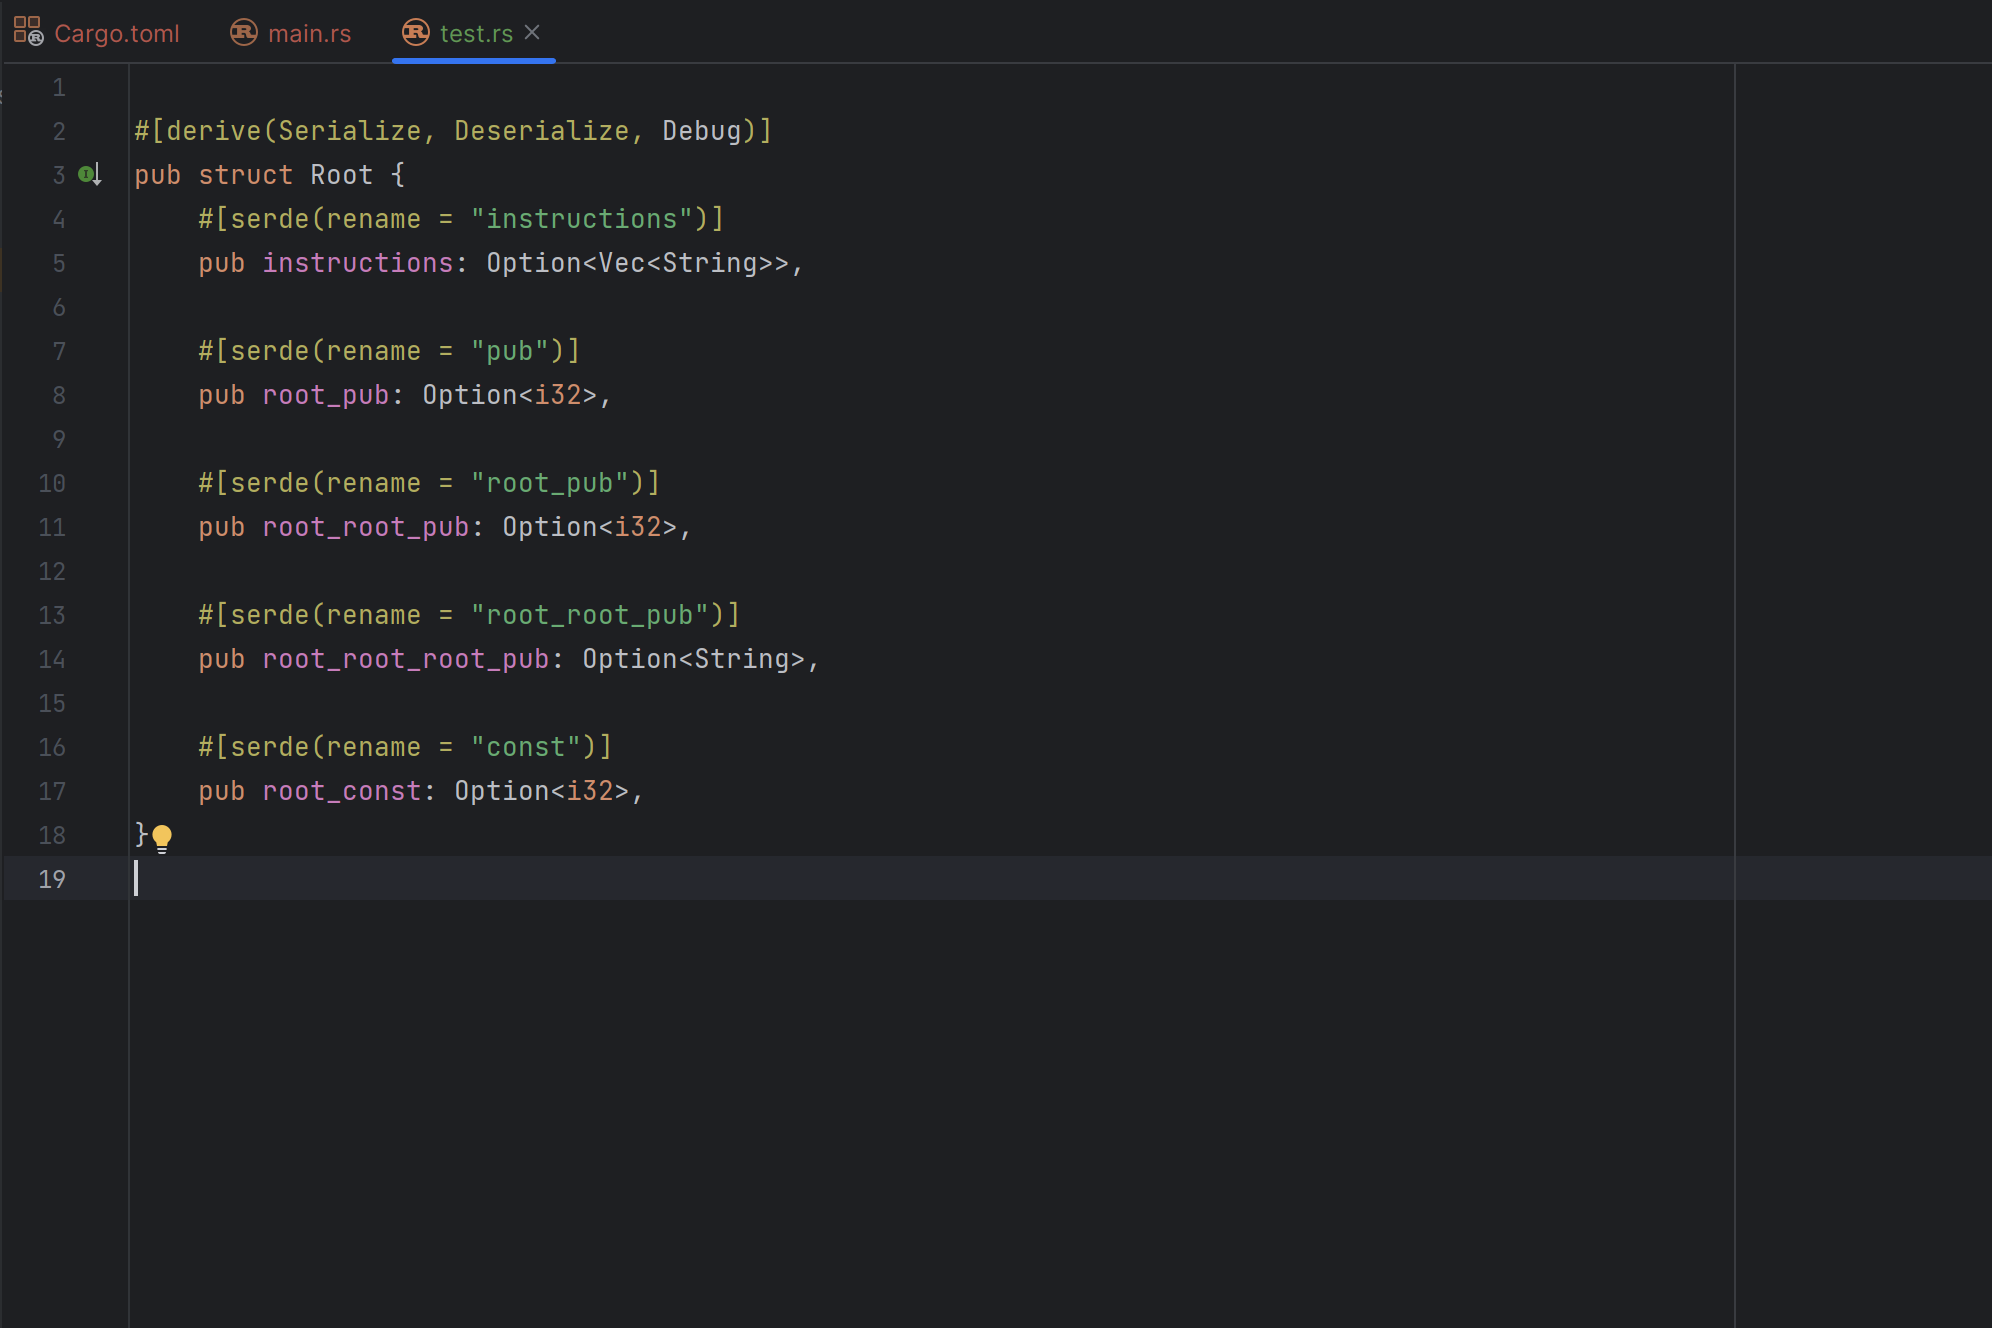 Cargo.toml main.rs test.rs
1
2 #[derive(Serialize, Deserialize, Debug)]
3 pub struct Root {
4     #[serde(rename = "instructions")]
5     pub instructions: Option<Vec<String>>,
6
7     #[serde(rename = "pub")]
8     pub root_pub: Option<i32>,
9
10     #[serde(rename = "root_pub")]
11     pub root_root_pub: Option<i32>,
12
13     #[serde(rename = "root_root_pub")]
14     pub root_root_root_pub: Option<String>,
15
16     #[serde(rename = "const")]
17     pub root_const: Option<i32>,
18 }
19